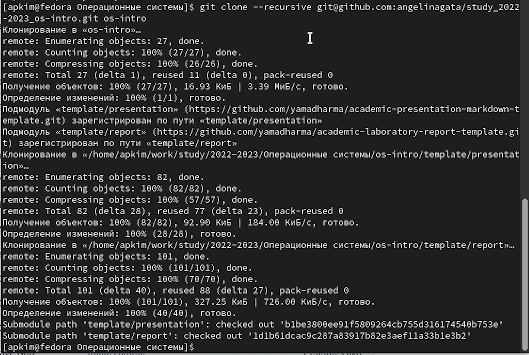 [apkim@fedora Операционные системы]$ git clone --recursive git@github.com:angelinagata/study_2022
-2023_os-intro.git os-intro
Клонирование в «os-intro»…
remote: Enumerating objects: 27, done.
remote: Counting objects: 100% (27/27), done.
remote: Compressing objects: 100% (26/26), done.
remote: Total 27 (delta 1), reused 11 (delta 0), pack-reused 0
Получение объектов: 100% (27/27), 16.93 КиБ | 3.39 МиБ/с, готово.
Определение изменений: 100% (1/1), готово.
Подмодуль «template/presentation» (https://github.com/yamadharma/academic-presentation-markdown-t
emplate.git) зарегистрирован по пути «template/presentation»
Подмодуль «template/report» (https://github.com/yamadharma/academic-laboratory-report-template.gi
t) зарегистрирован по пути «template/report»
Клонирование в «/home/apkim/work/study/2022-2023/Операционные системы/os-intro/template/presentat
ion»…
remote: Enumerating objects: 82, done.
remote: Counting objects: 100% (82/82), done.
remote: Compressing objects: 100% (57/57), done.
remote: Total 82 (delta 28), reused 77 (delta 23), pack-reused 0
Получение объектов: 100% (82/82), 92.90 КиБ | 184.00 КиБ/с, готово.
Определение изменений: 100% (28/28), готово.
Клонирование в «/home/apkim/work/study/2022-2023/Операционные системы/os-intro/template/report»…
remote: Enumerating objects: 101, done.
remote: Counting objects: 100% (101/101), done.
remote: Compressing objects: 100% (70/70), done.
remote: Total 101 (delta 40), reused 88 (delta 27), pack-reused 0
Получение объектов: 100% (101/101), 327.25 КиБ | 726.00 КиБ/с, готово.
Определение изменений: 100% (40/40), готово.
Submodule path 'template/presentation': checked out 'b1be3800ee91f5809264cb755d316174540b753e'
Submodule path 'template/report': checked out '1d1b61dcac9c287a83917b82e3aef11a33b1e3b2'
[apkim@fedora Операционные системы]$